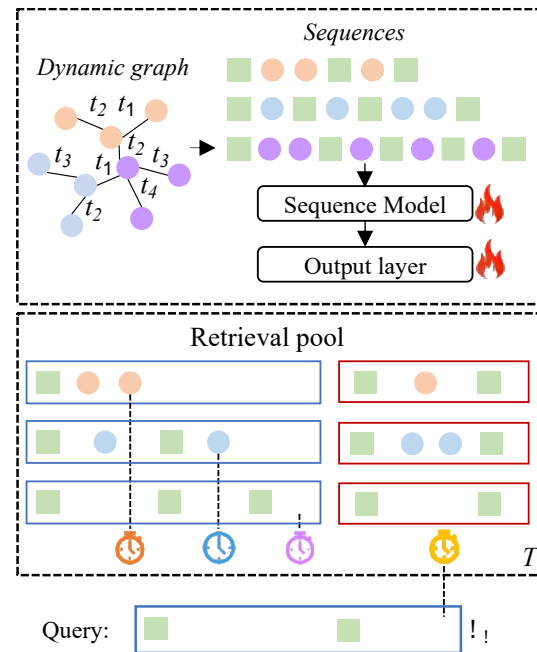 Sequences
Dynamic graph
t2 t1
t3 t1 t2 t3
t2 t4
Sequence Model
Output layer
Retrieval pool
T
Query: ! !